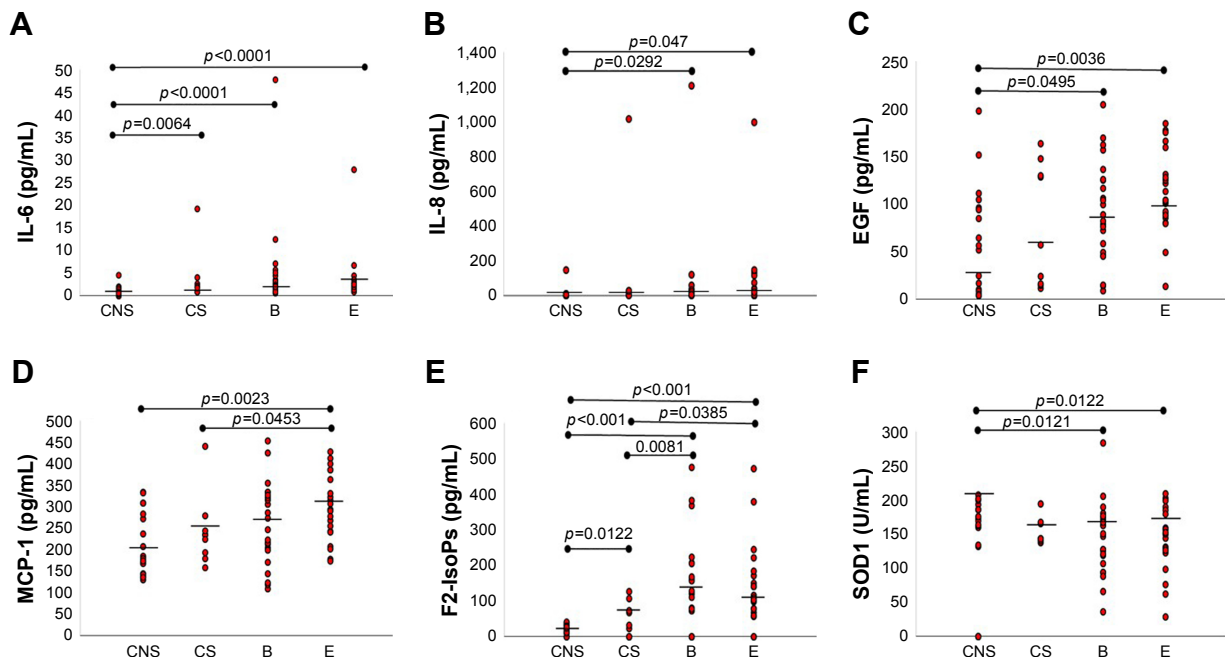 A
IL-6 (pg/mL)
50
45
40
35
30
25
20
15
10
5
0
p<0.0001
p<0.0001
p=0.0064
CNS CS B E
B
IL-8 (pg/mL)
1,400
1,200
1,000
800
600
400
200
0
p=0.047
p=0.0292
CNS CS B E
C
EGF (pg/mL)
250
200
150
100
50
0
p=0.0036
p=0.0495
CNS CS B E
D
MCP-1 (pg/mL)
500
450
400
350
300
250
200
150
100
50
0
p=0.0023
p=0.0453
CNS CS B E
E
F2-IsoPs (pg/mL)
600
500
400
300
200
100
0
p<0.001
p=0.0385
p<0.001
0.0081
p=0.0122
CNS CS B E
F
SOD1 (U/mL)
300
250
200
150
100
50
0
p=0.0122
p=0.0121
CNS CS B E